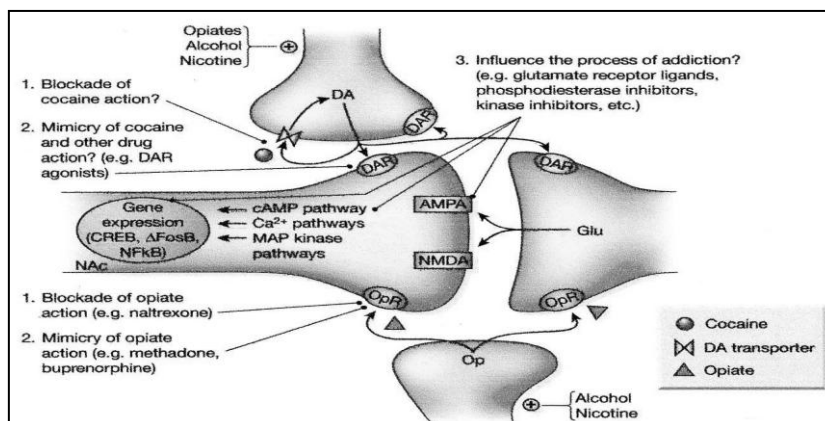 Opiates
Alcohol
Nicotine
+
1. Blockade of
cocaine action?
2. Mimicry of cocaine
and other drug
action? (e.g. DAR
agonists)
3. Influence the process of addiction?
(e.g. glutamate receptor ligands,
phosphodiesterase inhibitors,
kinase inhibitors, etc.)
DA
DAR
DAR
DAR
Gene
expression
(CREB, ΔFosB,
NFkB)
NAc
cAMP pathway
Ca²⁺ pathways
MAP kinase
pathways
AMPA
NMDA
Glu
OpR
OpR
1. Blockade of opiate
action (e.g. naltrexone)
2. Mimicry of opiate
action (e.g. methadone,
buprenorphine)
Op
+
Alcohol
Nicotine
Cocaine
DA transporter
Opiate